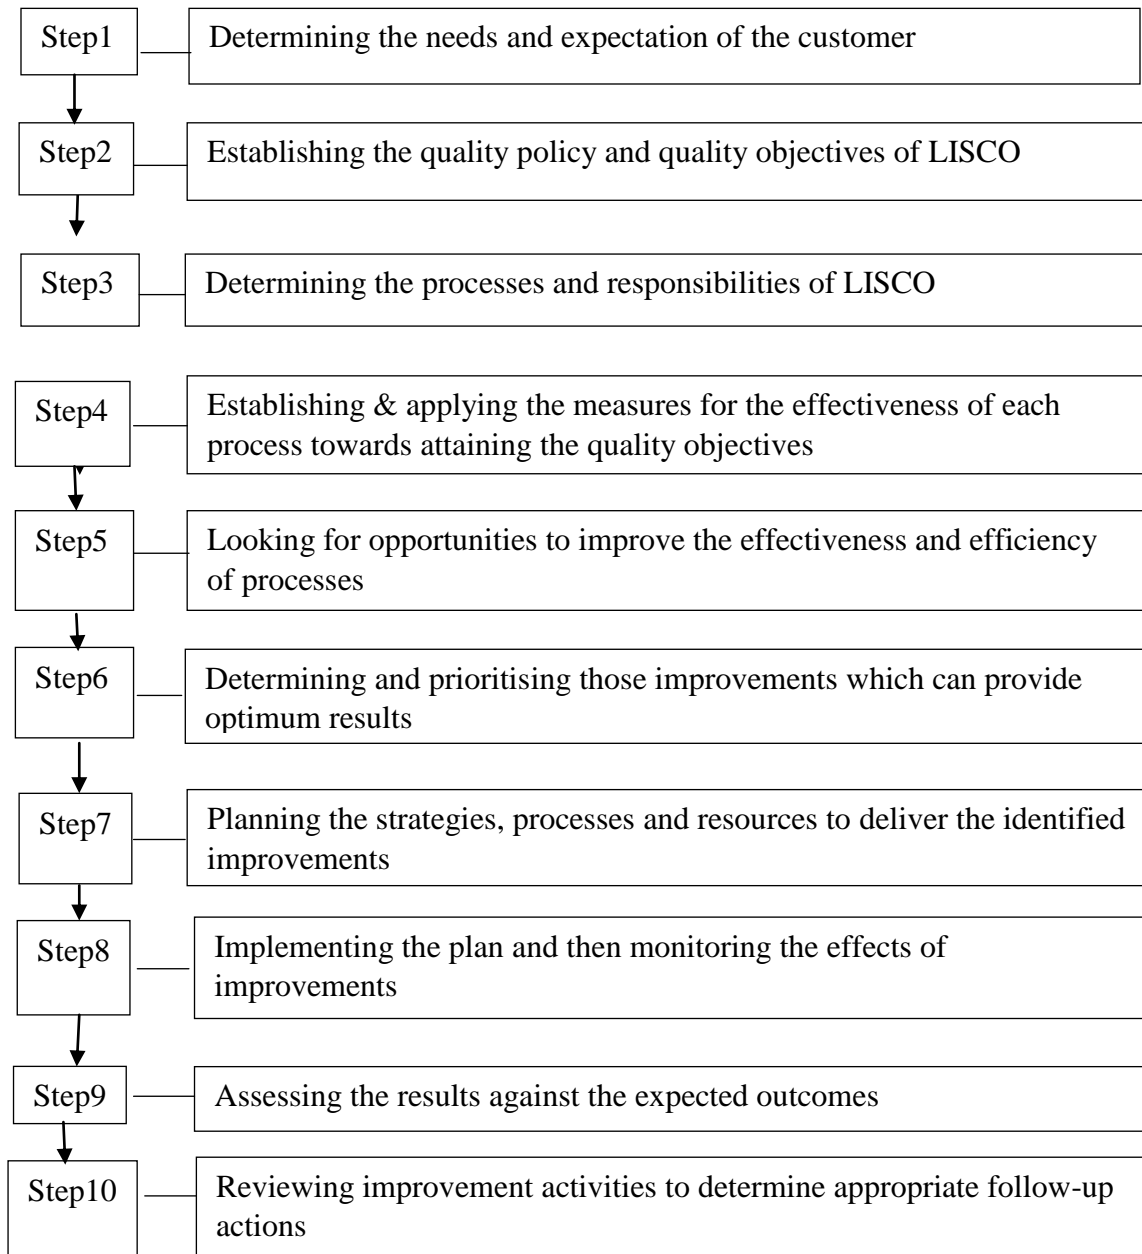 Step1
Determining the needs and expectation of the customer
Step2
Establishing the quality policy and quality objectives of LISCO
Step3
Determining the processes and responsibilities of LISCO
Step4
Establishing & applying the measures for the effectiveness of each
process towards attaining the quality objectives
Step5
Looking for opportunities to improve the effectiveness and efficiency
of processes
Step6
Determining and prioritising those improvements which can provide
optimum results
Step7
Planning the strategies, processes and resources to deliver the identified
improvements
Step8
Implementing the plan and then monitoring the effects of
improvements
Step9
Assessing the results against the expected outcomes
Step10
Reviewing improvement activities to determine appropriate follow-up
actions